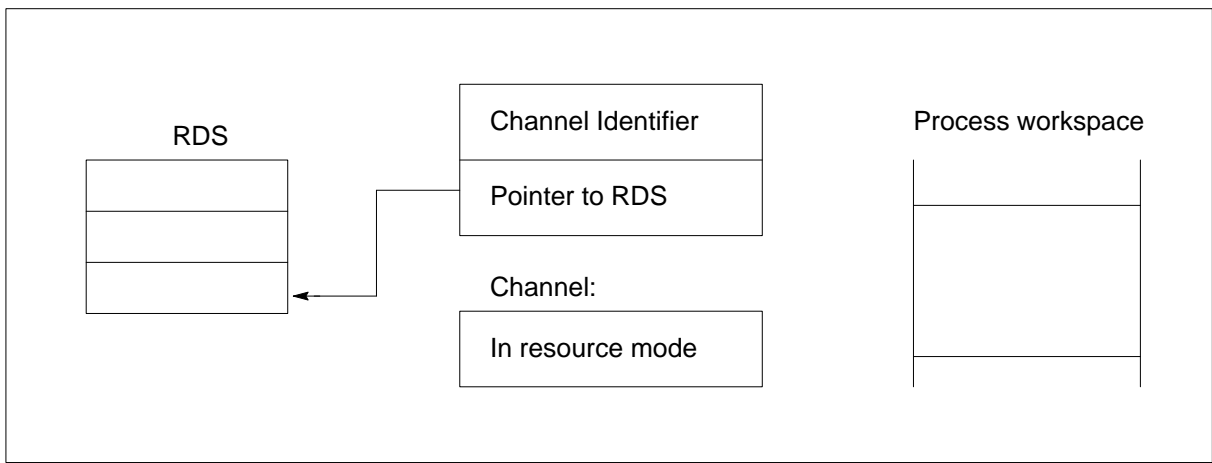 RDS
Channel Identifier
Pointer to RDS
Channel:
In resource mode
Process workspace